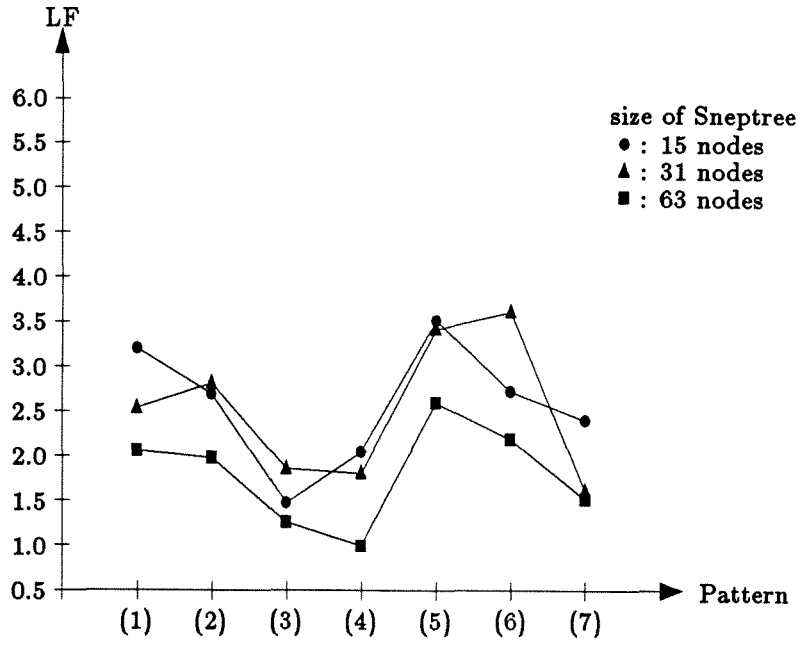 LF
6.0
5.5
5.0
4.5
4.0
3.5
3.0
2.5
2.0
1.5
1.0
0.5
size of Sneptree
● : 15 nodes
▲ : 31 nodes
■ : 63 nodes
(1) (2) (3) (4) (5) (6) (7)
Pattern